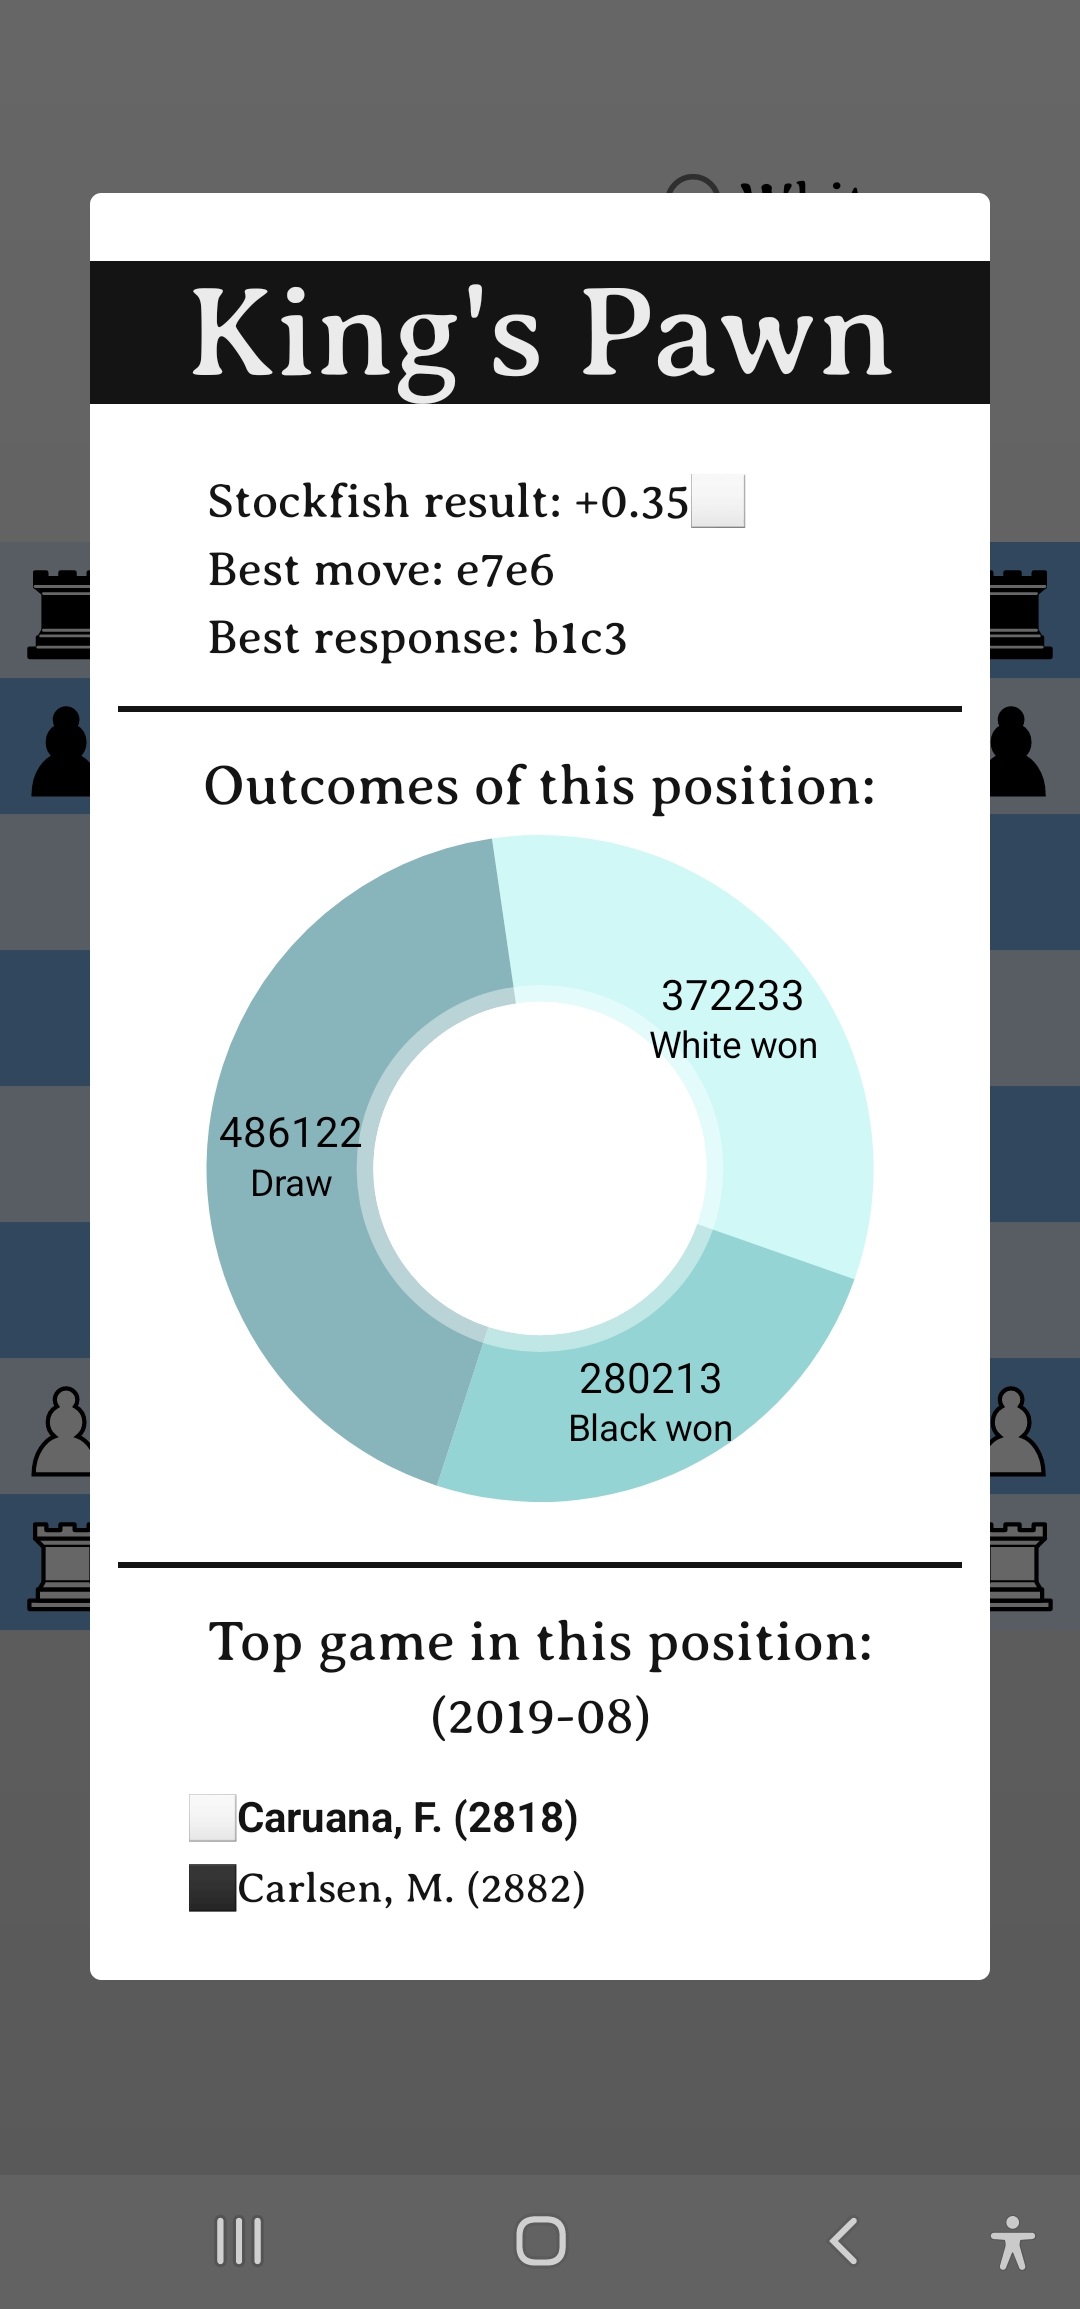 King's Pawn
Stockfish result: +0.35
Best move: e7e6
Best response: b1c3
Outcomes of this position:
372233
White won
486122
Draw
280213
Black won
Top game in this position:
(2019-08)
Caruana, F. (2818)
Carlsen, M. (2882)